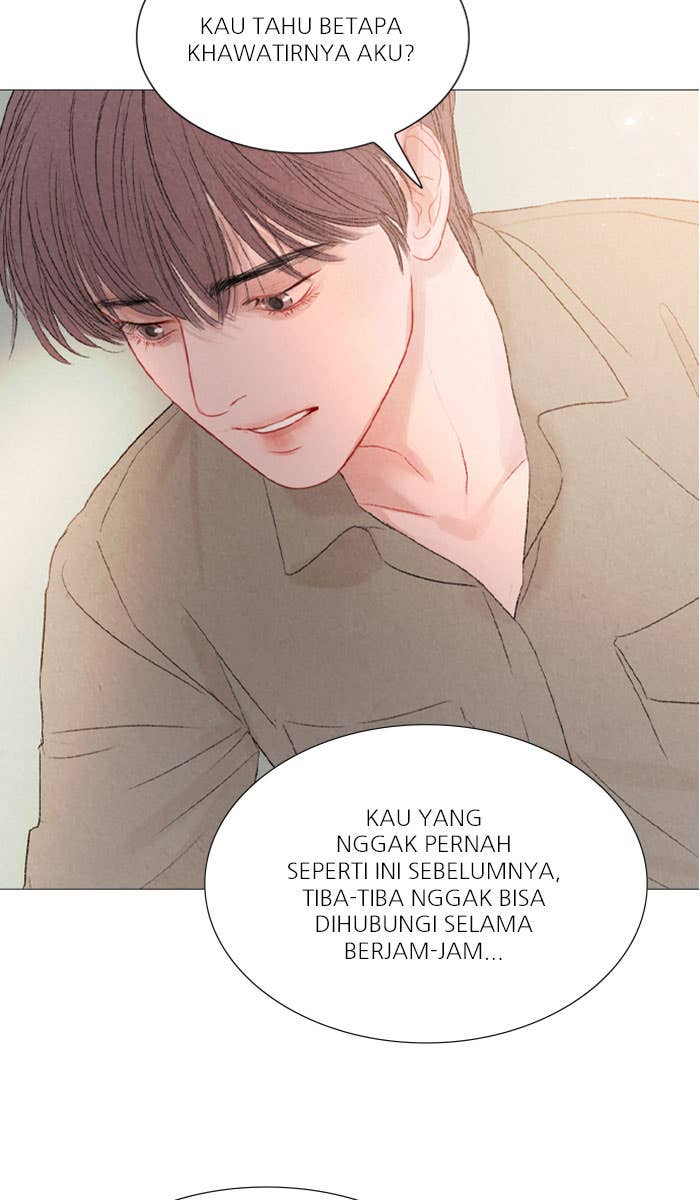 KAU TAHU BETAPA
KHAWATIRNYA AKU?
KAU YANG
NGGAK PERNAH
SEPERTI INI SEBELUMNYA,
TIBA-TIBA NGGAK BISA
DIHUBUNGI SELAMA
BERJAM-JAM...